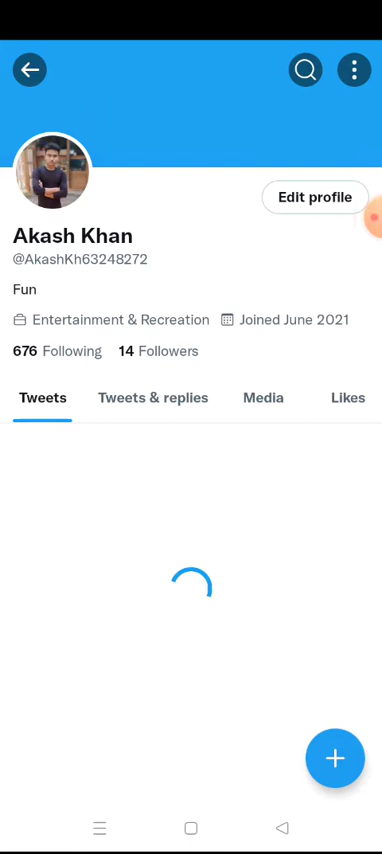 Edit profile
Akash Khan
@AkashKh63248272
Fun
Entertainment & Recreation Joined June 2021
676 Following 14 Followers
Tweets Tweets & replies Media Likes